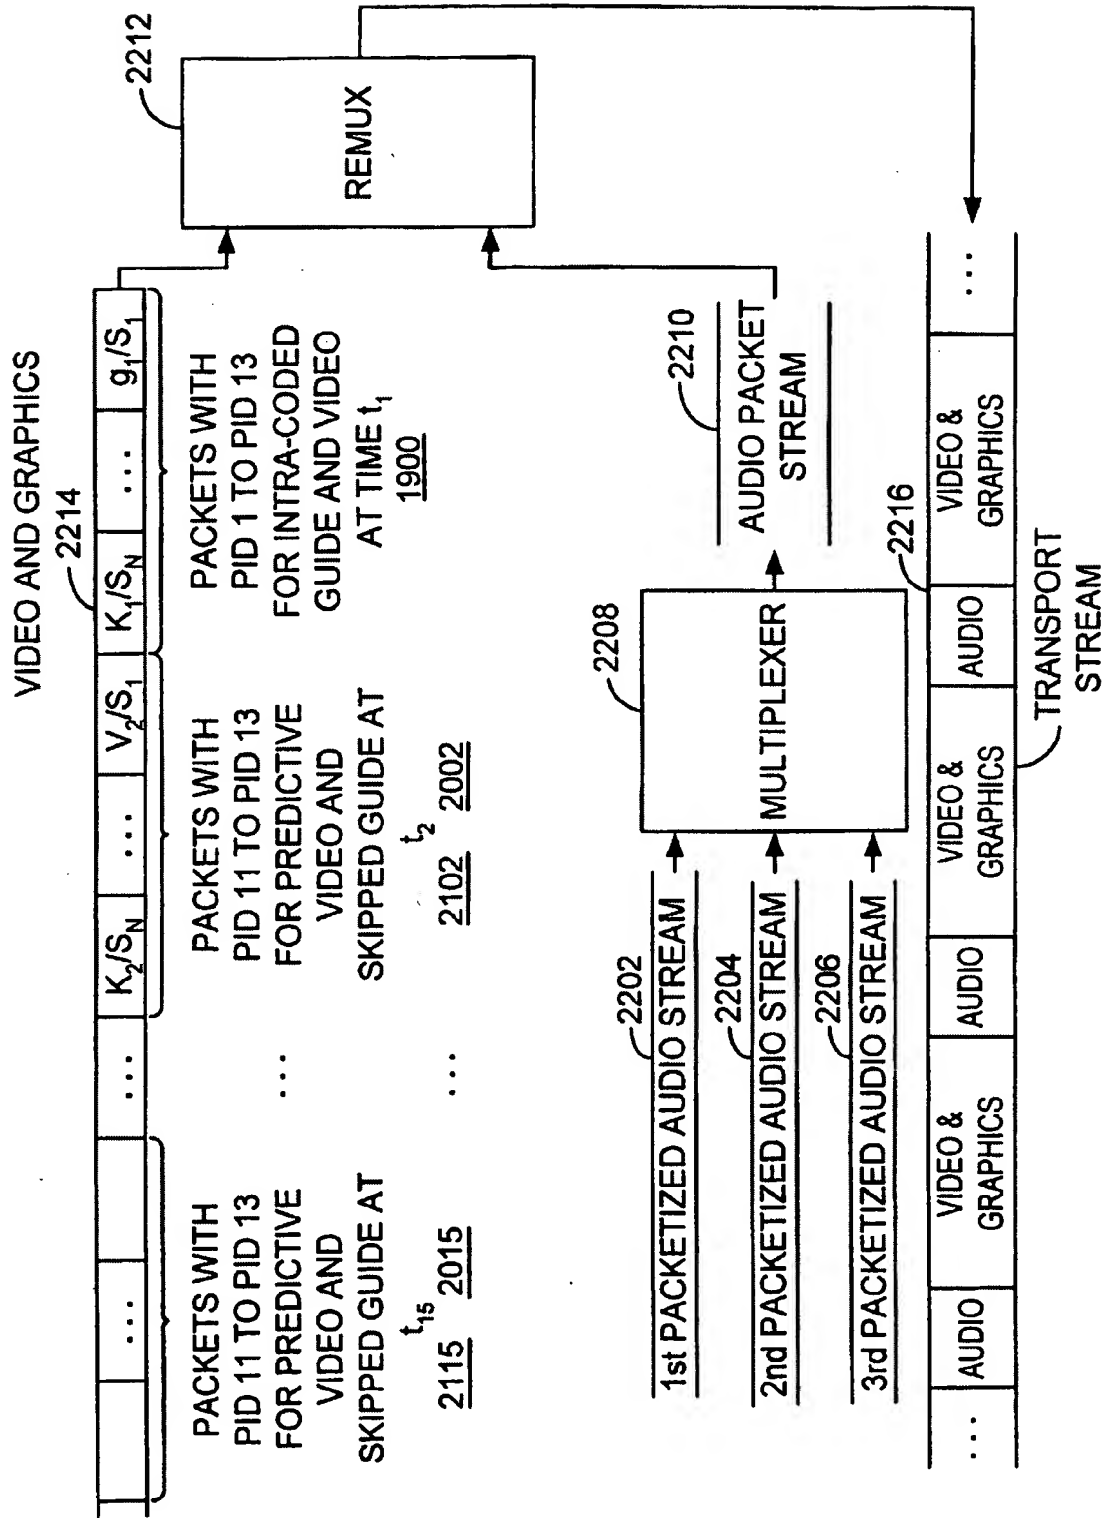 VIDEO AND GRAPHICS
2214
... K₂/Sₙ ... V₂/S₁ K₁/Sₙ ... g₁/S₁
...
PACKETS WITH
PID 11 TO PID 13
FOR PREDICTIVE
VIDEO AND
SKIPPED GUIDE AT
t₁₅
2115 2015
...
...
PACKETS WITH
PID 11 TO PID 13
FOR PREDICTIVE
VIDEO AND
SKIPPED GUIDE AT
t₂
2102 2002
PACKETS WITH
PID 1 TO PID 13
FOR INTRA-CODED
GUIDE AND VIDEO
AT TIME t₁
1900
2212
REMUX
2202
1st PACKETIZED AUDIO STREAM
2204
2nd PACKETIZED AUDIO STREAM
2206
3rd PACKETIZED AUDIO STREAM
2208
MULTIPLEXER
2210
AUDIO PACKET
STREAM
2216
...
AUDIO
VIDEO &
GRAPHICS
AUDIO
VIDEO &
GRAPHICS
AUDIO
VIDEO &
GRAPHICS
...
TRANSPORT
STREAM